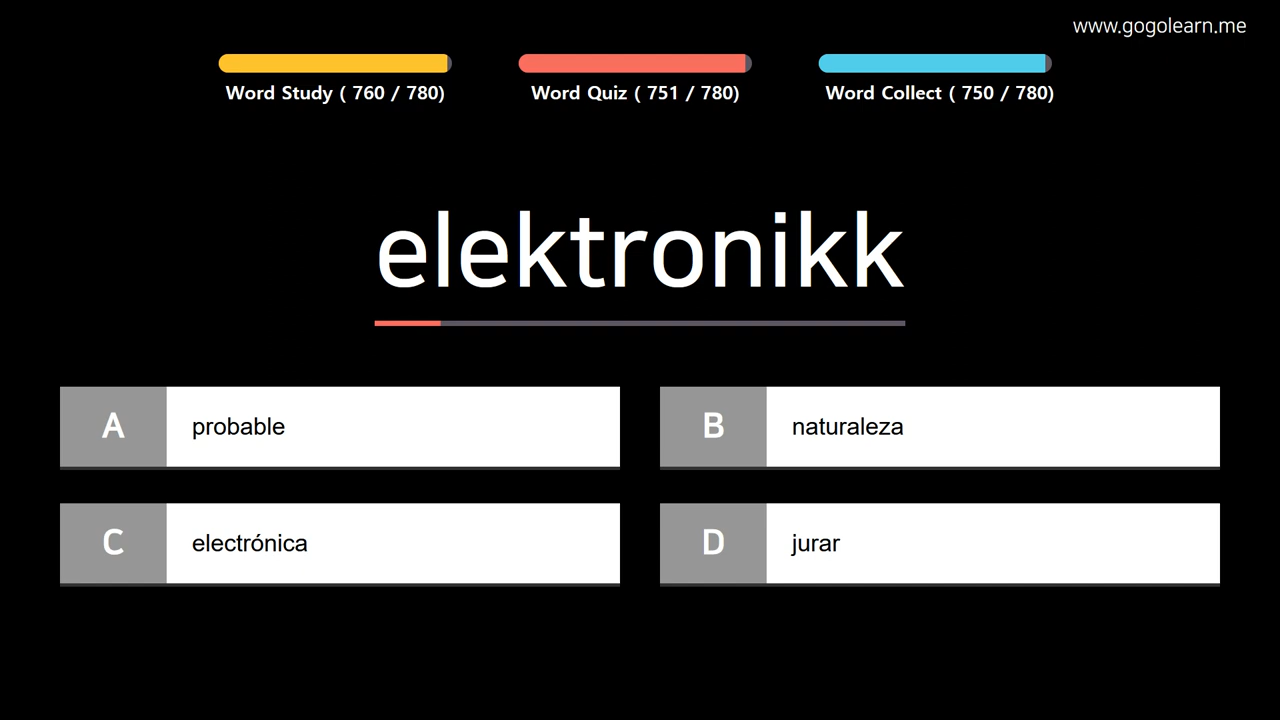 www.gogolearn.me
Word Study ( 760 / 780)
Word Quiz ( 751 / 780)
Word Collect ( 750 / 780)
elektronikk
A probable
B naturaleza
C electrónica
D jurar